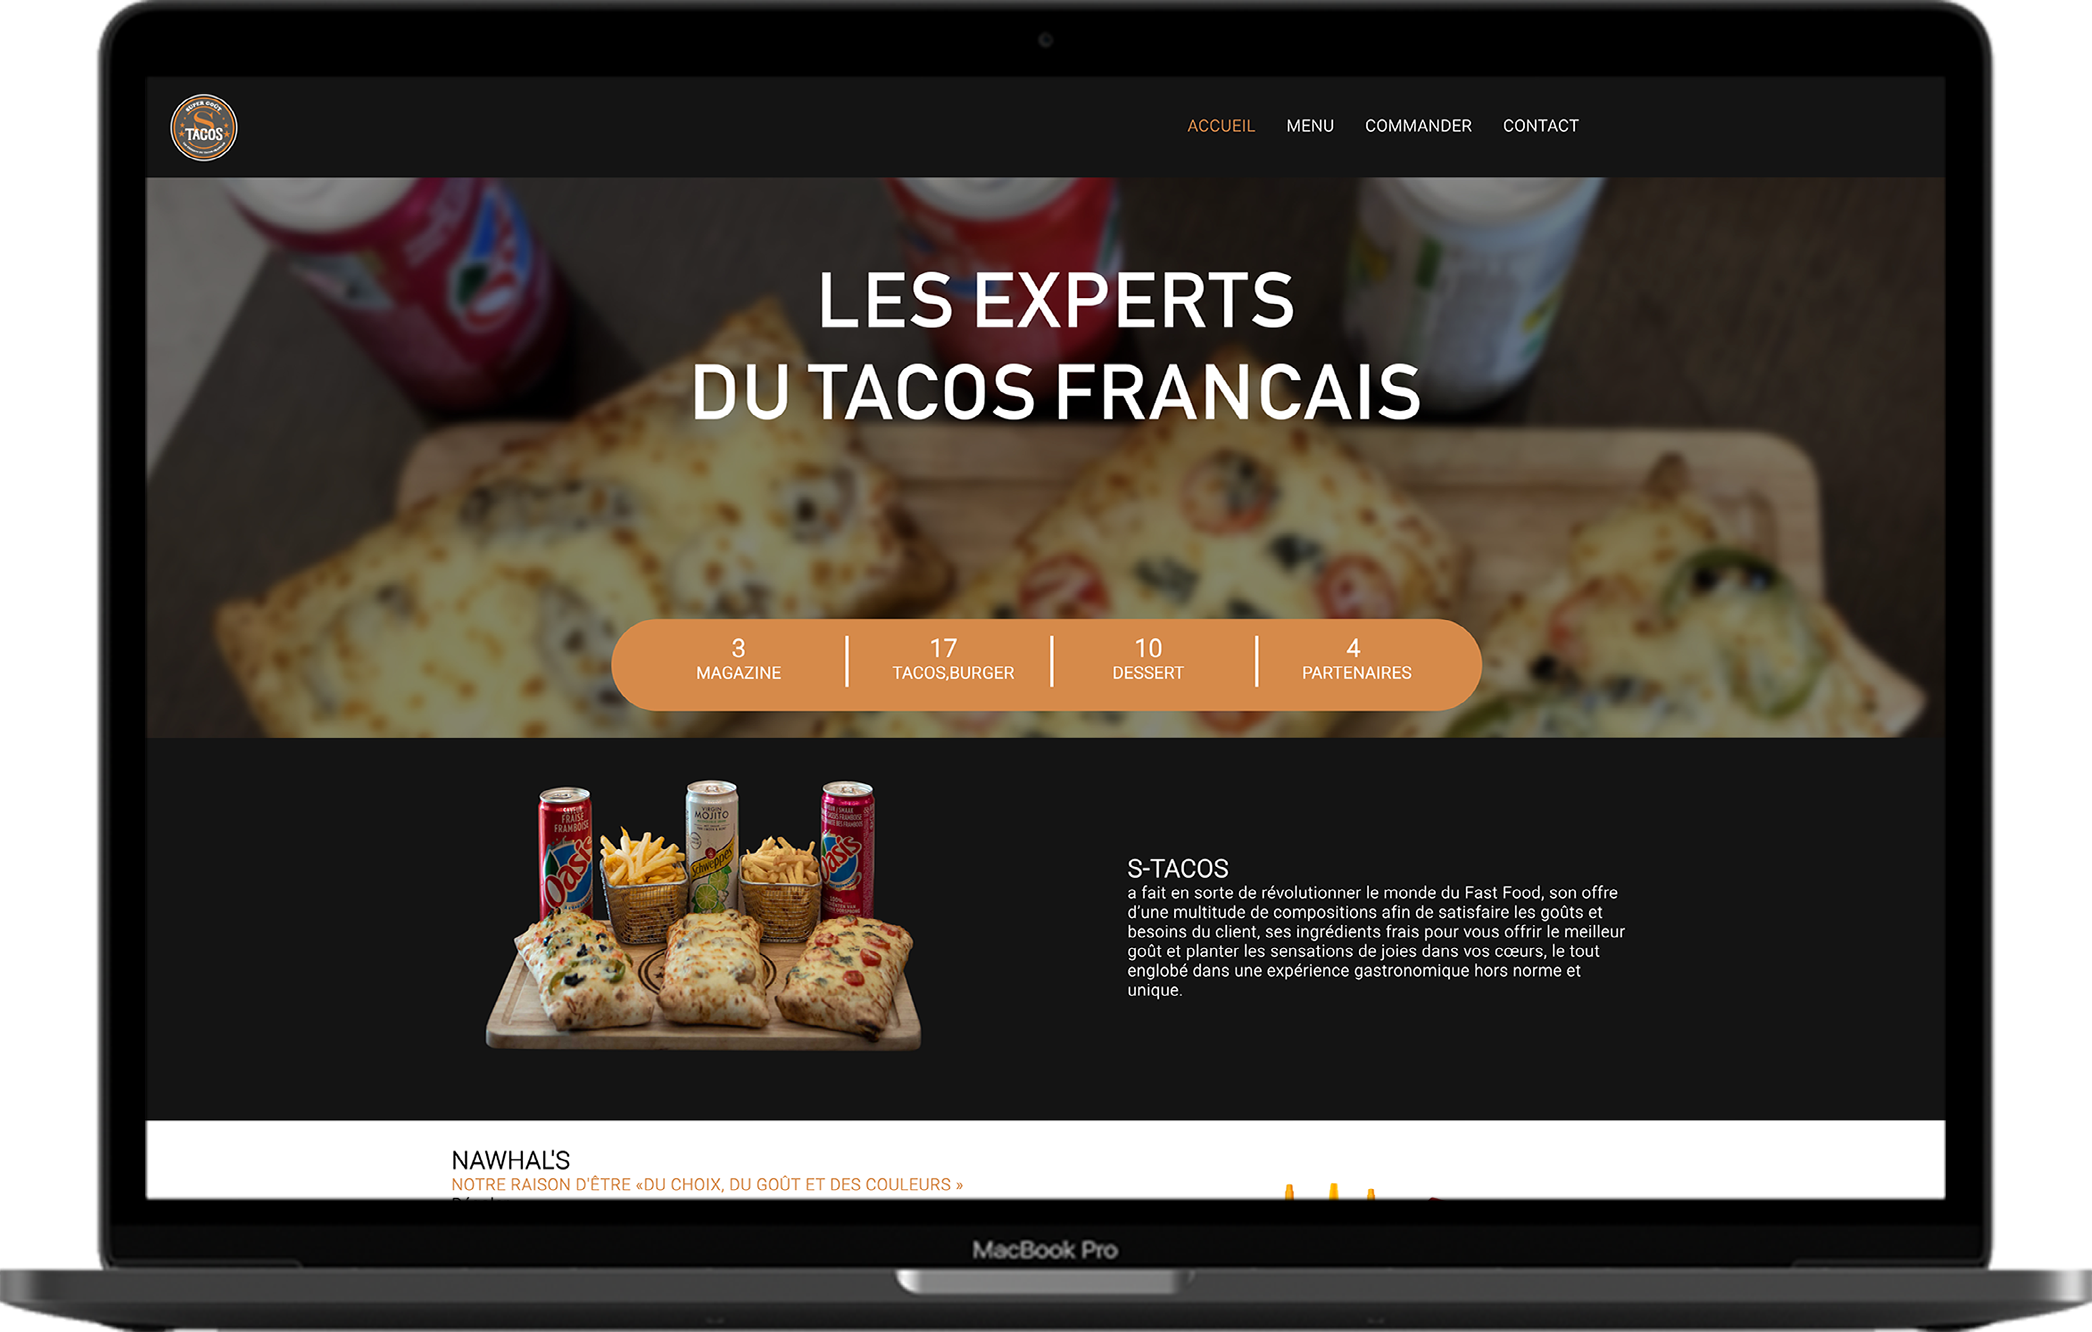 SUPER GOÛT
S
TACOS
ACCUEIL
MENU
COMMANDER
CONTACT
LES EXPERTS
DU TACOS FRANCAIS
3
MAGAZINE
17
TACOS,BURGER
10
DESSERT
4
PARTENAIRES
FRAISE
FRAMBOISE
Oasis
VIRGIN
MOJITO
Schweppes
Oasis
S-TACOS
a fait en sorte de révolutionner le monde du Fast Food, son offre
d'une multitude de compositions afin de satisfaire les goûts et
besoins du client, ses ingrédients frais pour vous offrir le meilleur
goût et planter les sensations de joies dans vos cœurs, le tout
englobé dans une expérience gastronomique hors norme et
unique.
NAWHAL'S
NOTRE RAISON D'ÊTRE «DU CHOIX, DU GOÛT ET DES COULEURS »
MacBook Pro